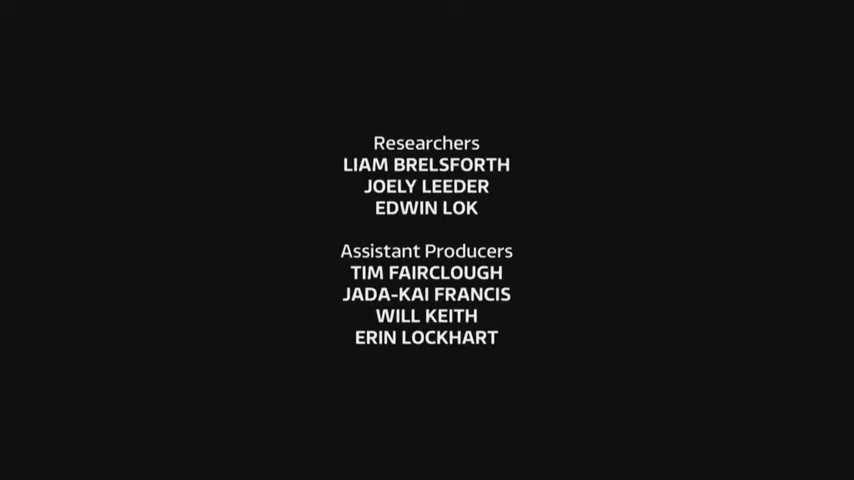 Researchers
LIAM BRELSFORTH
JOELY LEEDER
EDWIN LOK
Assistant Producers
TIM FAIRCLOUGH
JADA-KAI FRANCIS
WILL KEITH
ERIN LOCKHART